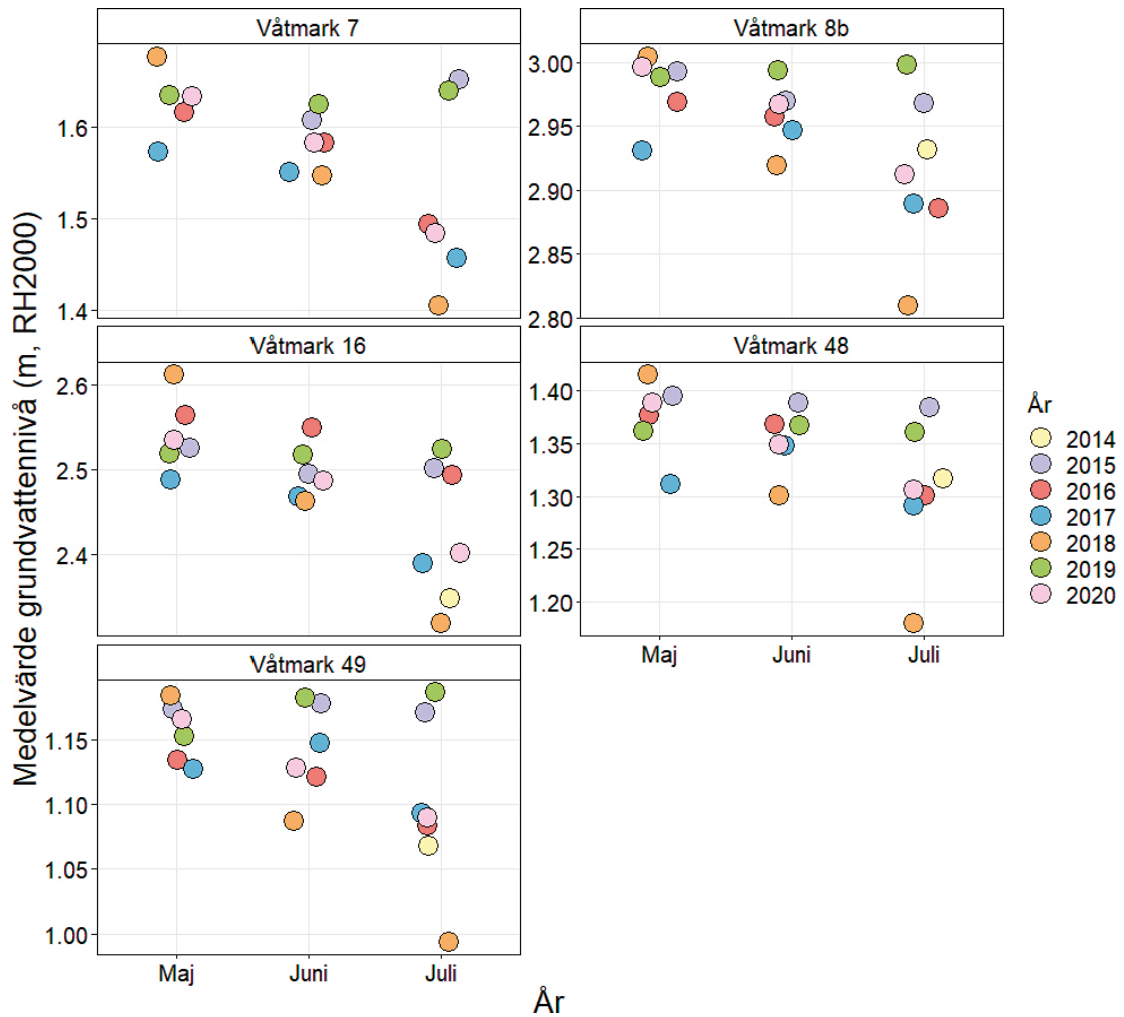 Våtmark 7
Våtmark 8b
1.6
1.5
1.4
3.00
2.95
2.90
2.85
2.80
Våtmark 16
Våtmark 48
2.6
2.5
2.4
1.40
1.35
1.30
1.25
1.20
Maj Juni Juli
Våtmark 49
1.15
1.10
1.05
1.00
Maj Juni Juli
År
Medelvärde grundvattennivå (m, RH2000)
År
2014
2015
2016
2017
2018
2019
2020